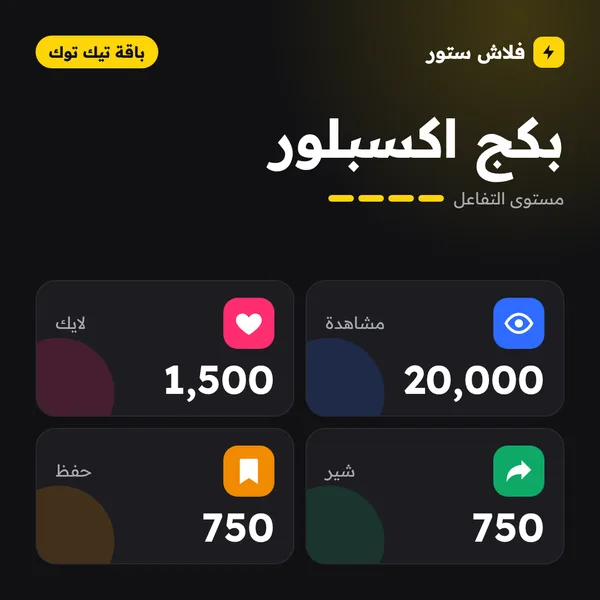 فلاش ستور
باقة تيك توك
بكج اكسبلور
مستوى التفاعل
مشاهدة
20,000
لايك
1,500
شير
750
حفظ
750